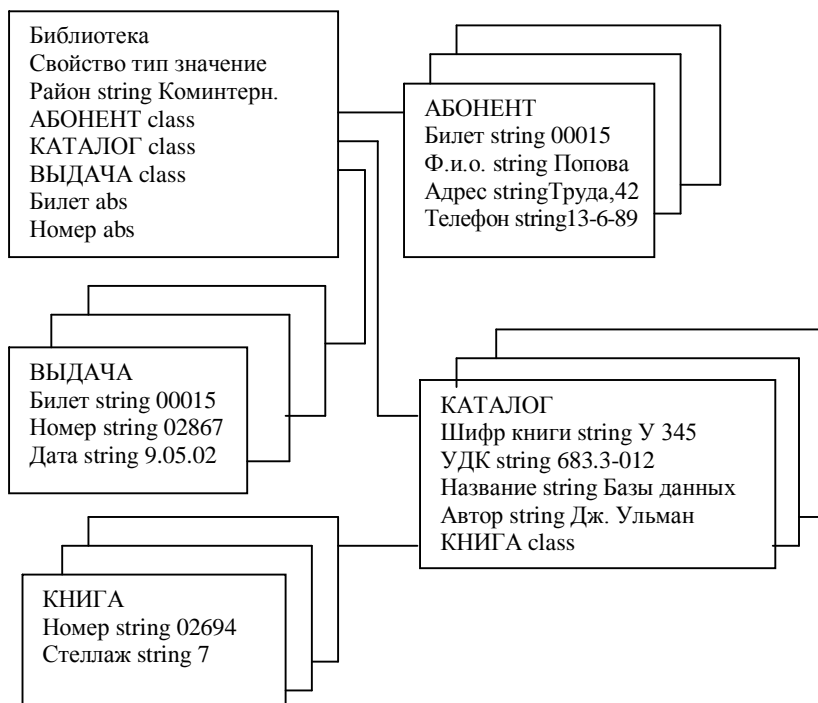 Библиотека
Свойство тип значение
Район string Коминтерн.
АБОНЕНТ class
КАТАЛОГ class
ВЫДАЧА class
Билет abs
Номер abs
АБОНЕНТ
Билет string 00015
Ф.и.о. string Попова
Адрес stringТруда,42
Телефон string13-6-89
ВЫДАЧА
Билет string 00015
Номер string 02867
Дата string 9.05.02
КАТАЛОГ
Шифр книги string У 345
УДК string 683.3-012
Название string Базы данных
Автор string Дж. Ульман
КНИГА class
КНИГА
Номер string 02694
Стеллаж string 7